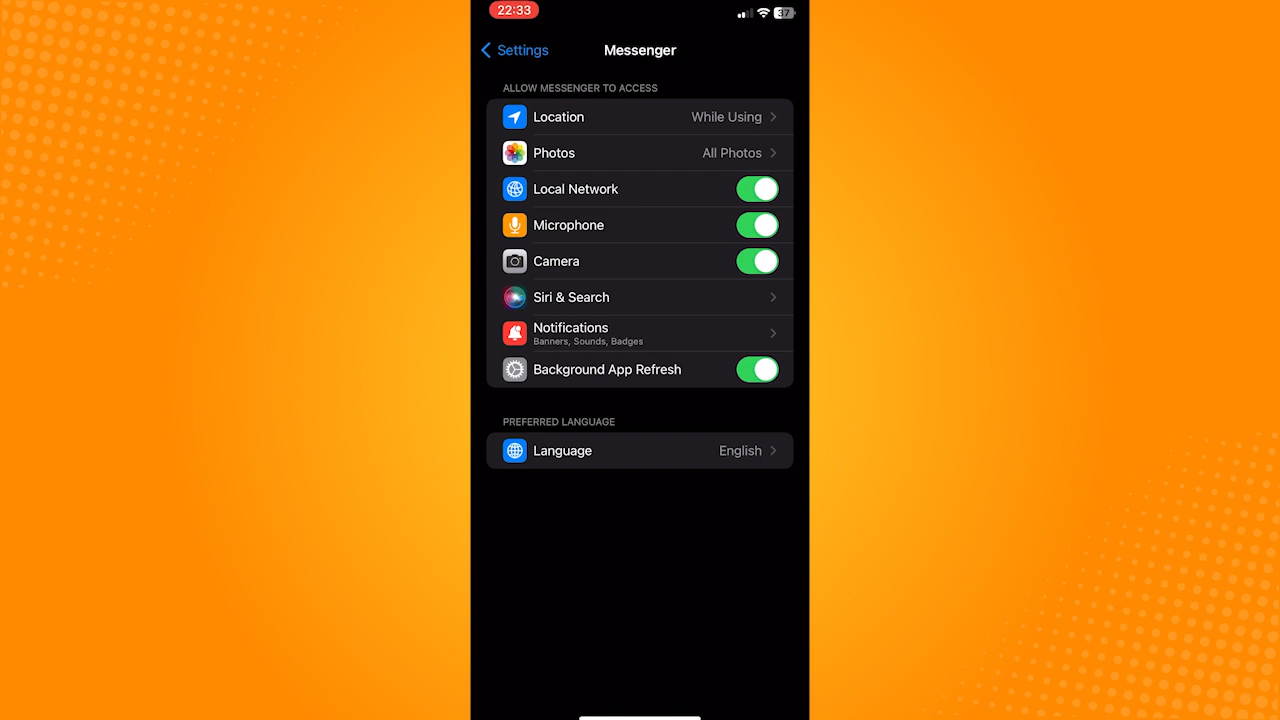 22:33
37
Settings
Messenger
ALLOW MESSENGER TO ACCESS
Location While Using
Photos All Photos
Local Network
Microphone
Camera
Siri & Search
Notifications
Banners, Sounds, Badges
Background App Refresh
PREFERRED LANGUAGE
Language English